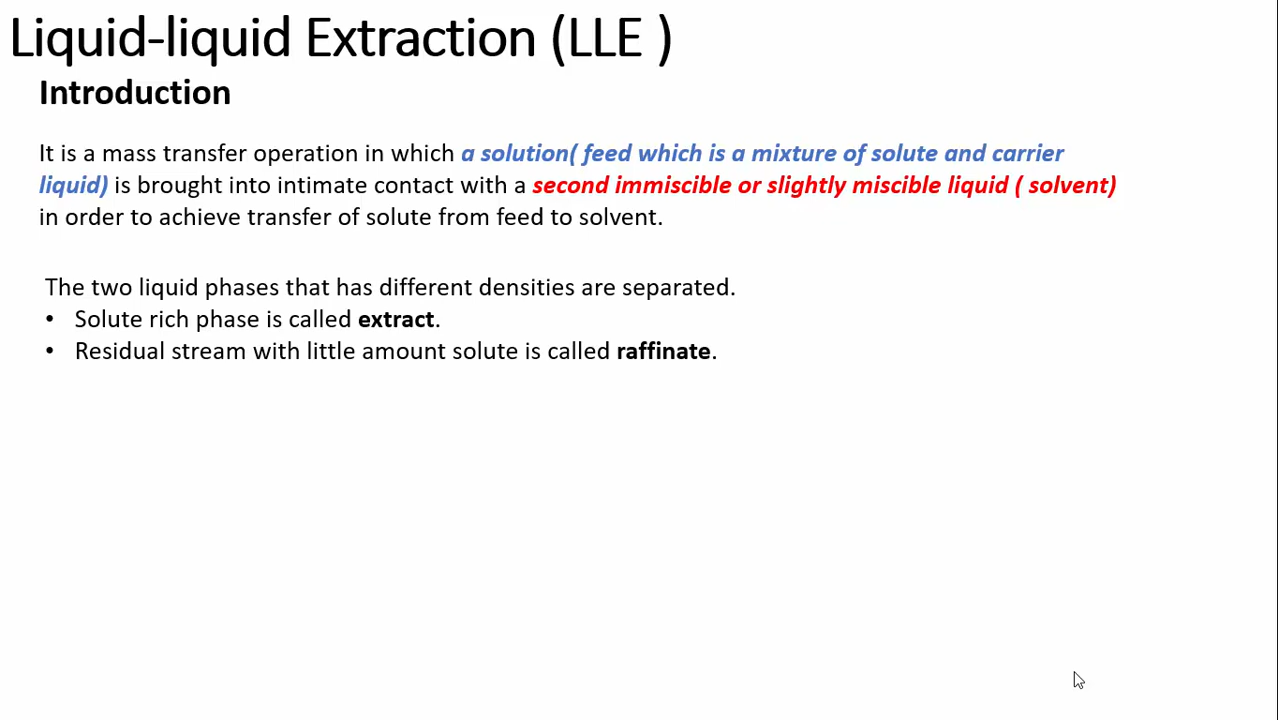 Liquid-liquid Extraction (LLE )
Introduction
It is a mass transfer operation in which a solution( feed which is a mixture of solute and carrier
liquid) is brought into intimate contact with a second immiscible or slightly miscible liquid ( solvent)
in order to achieve transfer of solute from feed to solvent.
The two liquid phases that has different densities are separated.
• Solute rich phase is called extract.
• Residual stream with little amount solute is called raffinate.